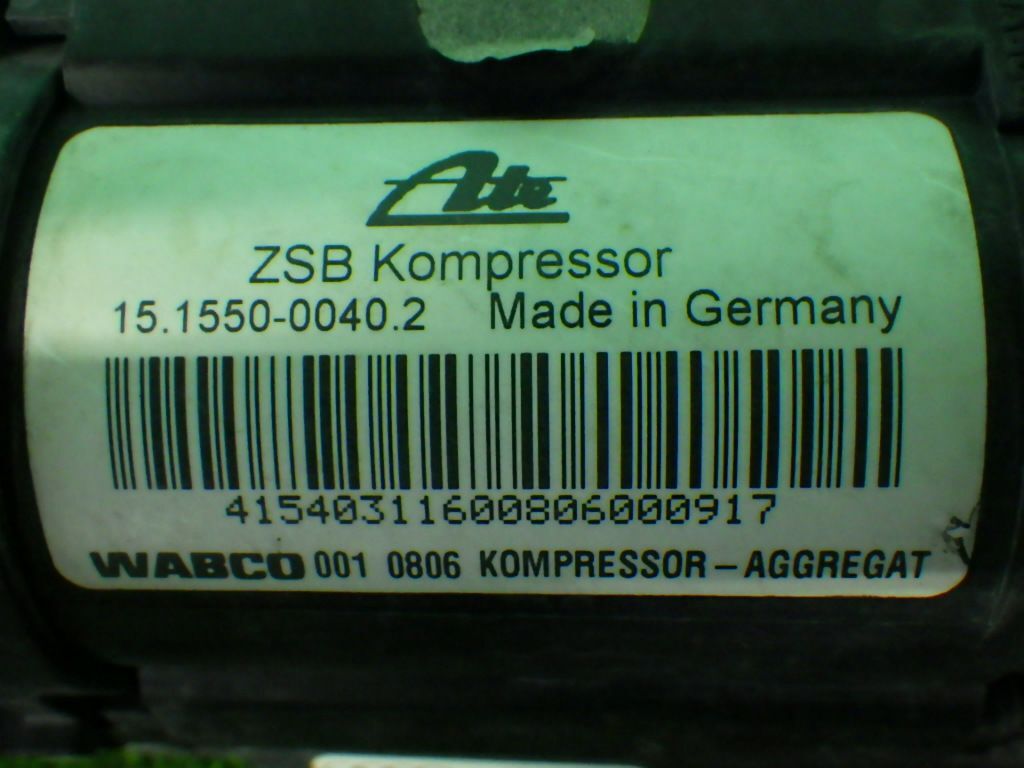 Ate
ZSB Kompressor
15.1550-0040.2 Made in Germany
41540311600806000917
WABCO 001 0806 KOMPRESSOR – AGGREGAT